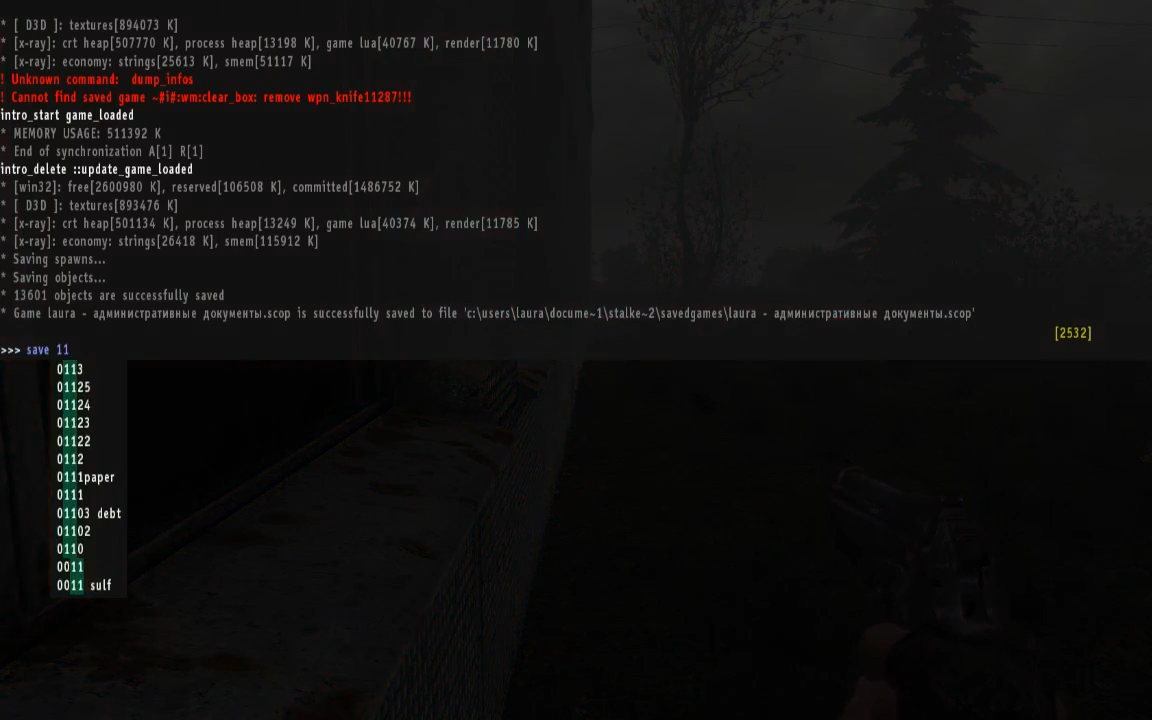 * [ D3D ]: textures[894073 K]
* [x-ray]: crt heap[507770 K], process heap[13198 K], game lua[40767 K], render[11780 K]
* [x-ray]: economy: strings[25613 K], smem[51117 K]
! Unknown command:  dump_infos
! Cannot find saved game ~#i#:wm:clear_box: remove wpn_knife11287!!!
intro_start game_loaded
* MEMORY USAGE: 511392 K
* End of synchronization A[1] R[1]
intro_delete ::update_game_loaded
* [win32]: free[2600980 K], reserved[106508 K], committed[1486752 K]
* [ D3D ]: textures[893476 K]
* [x-ray]: crt heap[501134 K], process heap[13249 K], game lua[40374 K], render[11785 K]
* [x-ray]: economy: strings[26418 K], smem[115912 K]
* Saving spawns...
* Saving objects...
* 13601 objects are successfully saved
* Game laura - административные документы.scop is successfully saved to file 'c:\users\laura\docume~1\stalke~2\savedgames\laura - административные документы.scop'
[2532]
>>> save 11
0113
01125
01124
01123
01122
0112
0111paper
0111
01103 debt
01102
0110
0011
0011 sulf